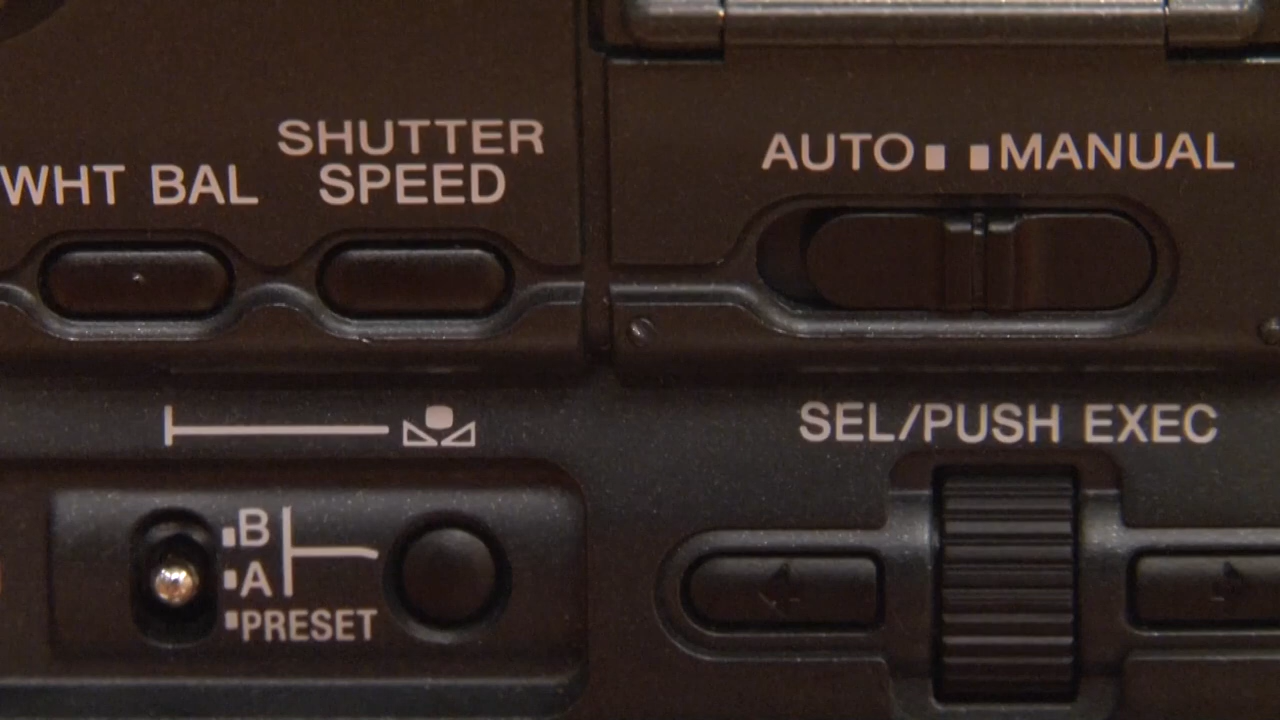 SHUTTER
WHT BAL SPEED
AUTO MANUAL
SEL/PUSH EXEC
B
A
PRESET